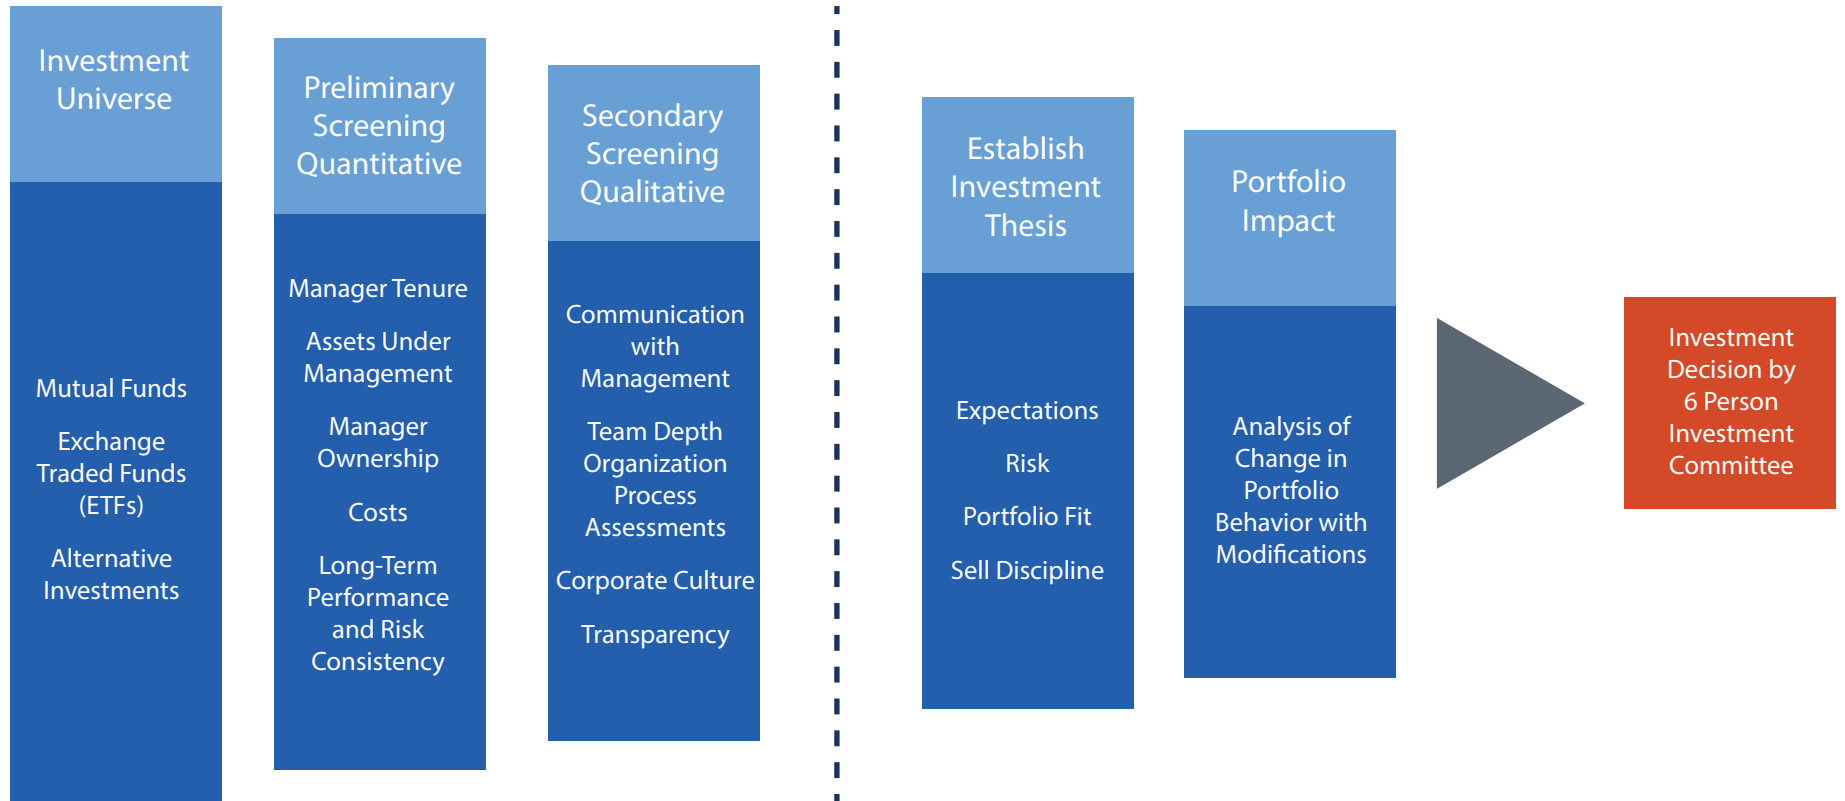 Investment
Universe
Mutual Funds
Exchange
Traded Funds
(ETFs)
Alternative
Investments
Preliminary
Screening
Quantitative
Manager Tenure
Assets Under
Management
Manager
Ownership
Costs
Long-Term
Performance
and Risk
Consistency
Secondary
Screening
Qualitative
Communication
with
Management
Team Depth
Organization
Process
Assessments
Corporate Culture
Transparency
Establish
Investment
Thesis
Expectations
Risk
Portfolio Fit
Sell Discipline
Portfolio
Impact
Analysis of
Change in
Portfolio
Behavior with
Modifications
Investment
Decision by
6 Person
Investment
Committee